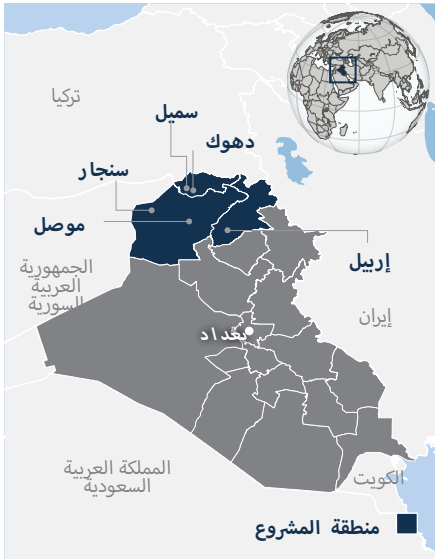 تركيا
سميل
دهوك
سنجار
موصل
إربيل
الجمهورية
العربية
السورية
إيران
بغداد
المملكة العربية
السعودية
الكويت
منطقة المشروع